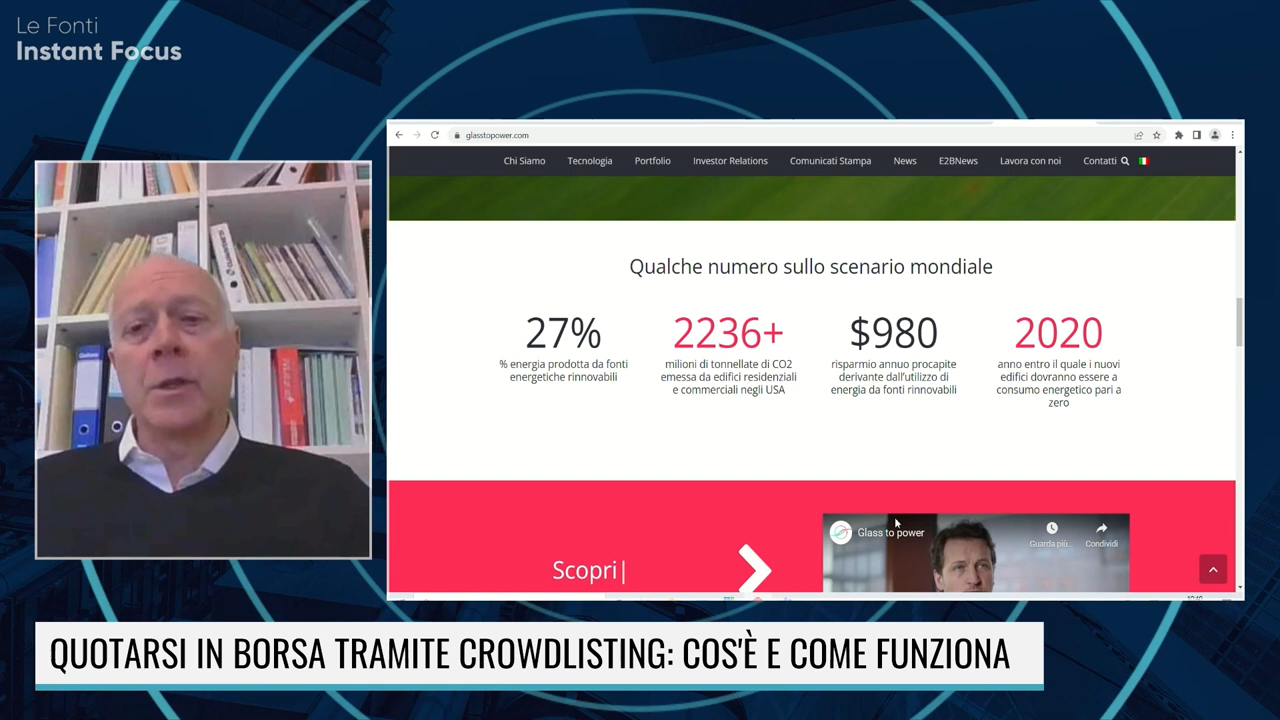 Le Fonti
Instant Focus
glasstopower.com
Chi Siamo Tecnologia Portfolio Investor Relations Comunicati Stampa News E2BNews Lavora con noi Contatti
Qualche numero sullo scenario mondiale
27%
% energia prodotta da fonti
energetiche rinnovabili
2236+
milioni di tonnellate di CO2
emessa da edifici residenziali
e commerciali negli USA
$980
risparmio annuo procapite
derivante dall'utilizzo di
energia da fonti rinnovabili
2020
anno entro il quale i nuovi
edifici dovranno essere a
consumo energetico pari a
zero
Scopri|
Glass to power
Guarda più...
Condividi
QUOTARSI IN BORSA TRAMITE CROWDLISTING: COS'È E COME FUNZIONA